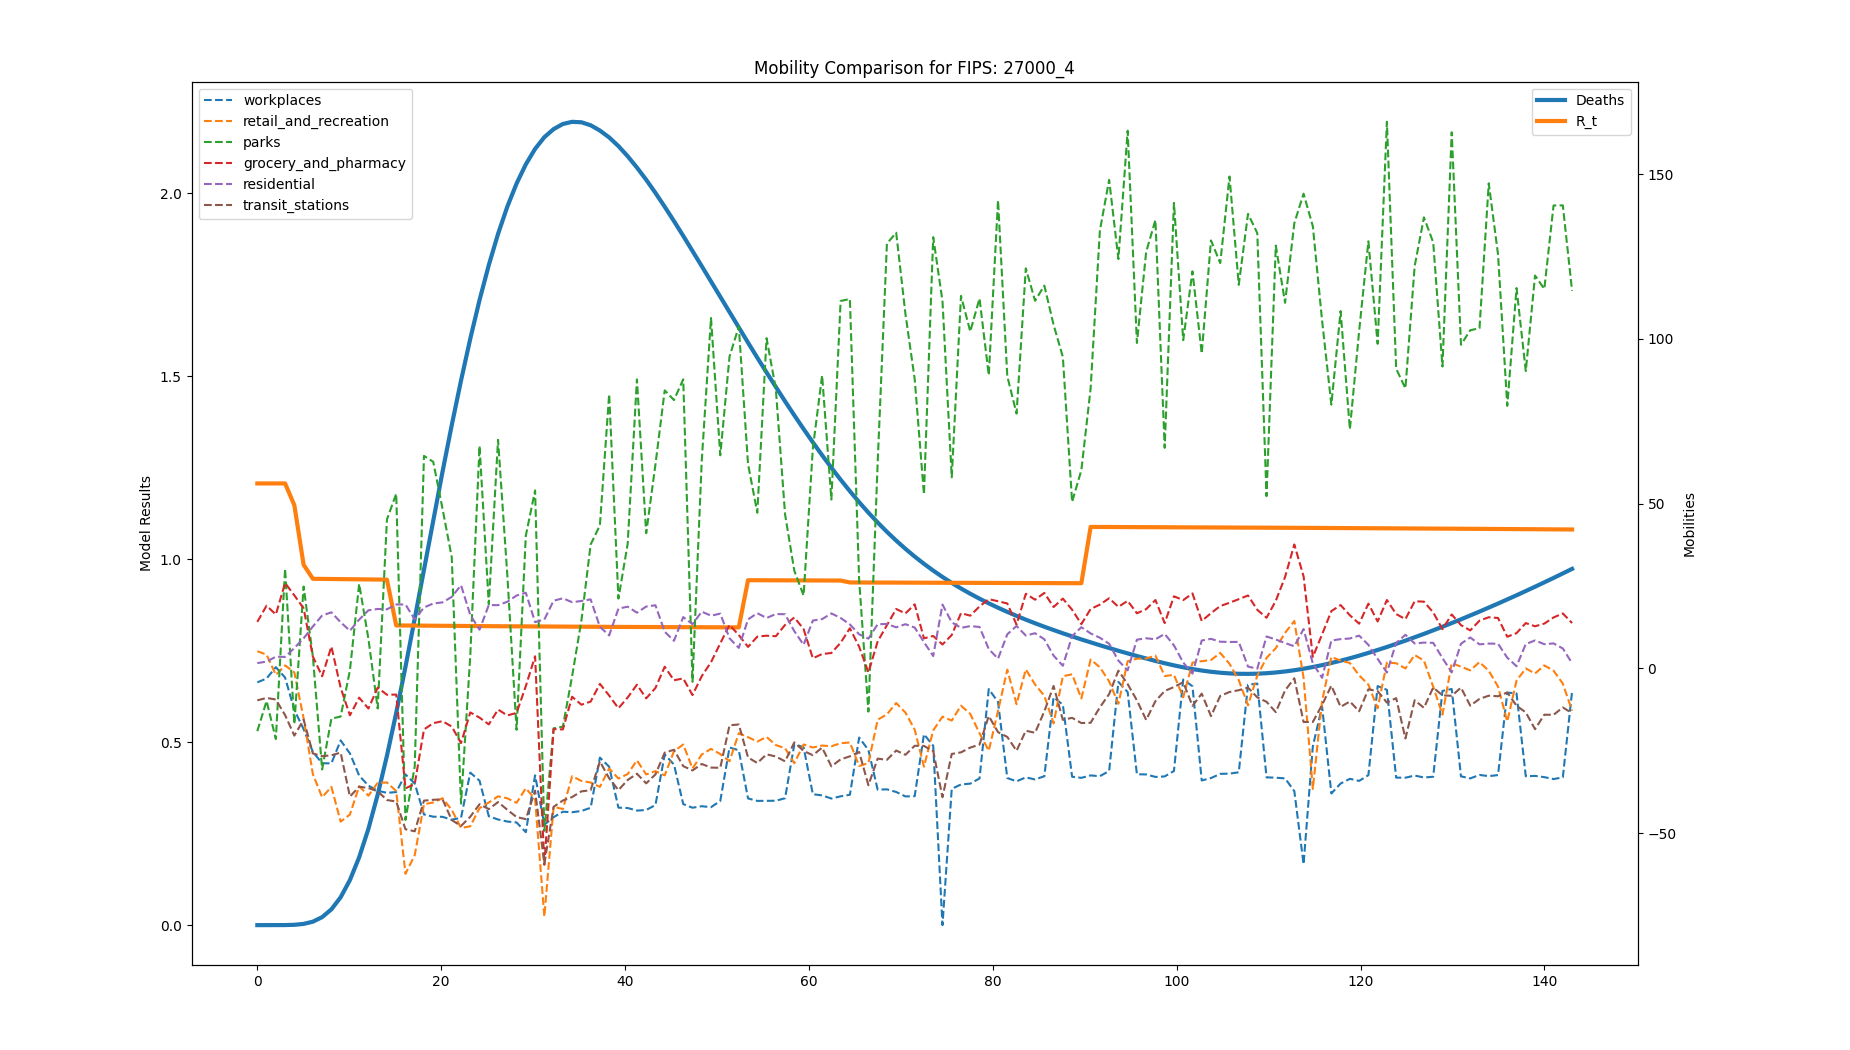 Mobility Comparison for FIPS: 27000_4
workplaces
retail_and_recreation
parks
grocery_and_pharmacy
residential
transit_stations
Deaths
R_t
Model Results
2.0
1.5
1.0
0.5
0.0
Mobilities
150
100
50
0
−50
0 20 40 60 80 100 120 140